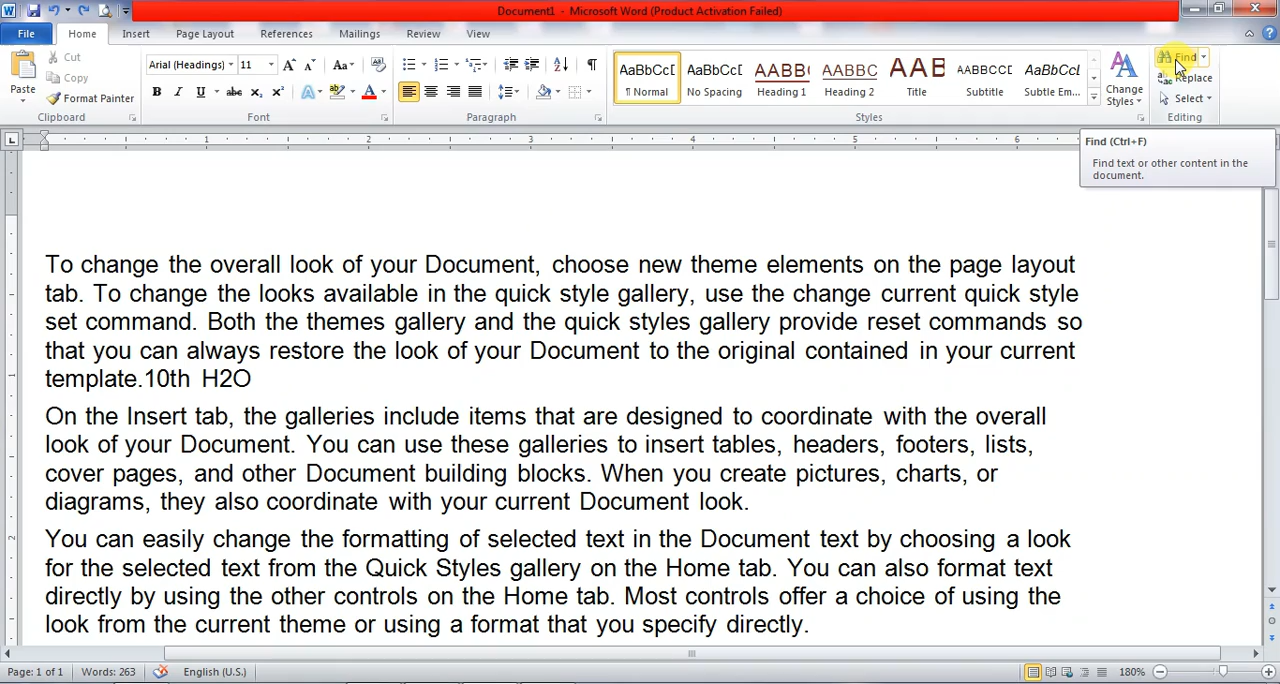 Document1 - Microsoft Word (Product Activation Failed)
File Home Insert Page Layout References Mailings Review View
Paste
Cut
Copy
Format Painter
Clipboard
Arial (Headings) 11
Font
Paragraph
AaBbCcD AaBbCcD AABBC AABBC AAB AABBCCD AaBbCcL
¶ Normal No Spacing Heading 1 Heading 2 Title Subtitle Subtle Em...
Change
Styles
Styles
Find
Replace
Select
Editing
Find (Ctrl+F)
Find text or other content in the
document.
1 2 3 4 5 6
To change the overall look of your Document, choose new theme elements on the page layout
tab. To change the looks available in the quick style gallery, use the change current quick style
set command. Both the themes gallery and the quick styles gallery provide reset commands so
that you can always restore the look of your Document to the original contained in your current
template.10th H2O
On the Insert tab, the galleries include items that are designed to coordinate with the overall
look of your Document. You can use these galleries to insert tables, headers, footers, lists,
cover pages, and other Document building blocks. When you create pictures, charts, or
diagrams, they also coordinate with your current Document look.
You can easily change the formatting of selected text in the Document text by choosing a look
for the selected text from the Quick Styles gallery on the Home tab. You can also format text
directly by using the other controls on the Home tab. Most controls offer a choice of using the
look from the current theme or using a format that you specify directly.
Page: 1 of 1 Words: 263 English (U.S.) 180%